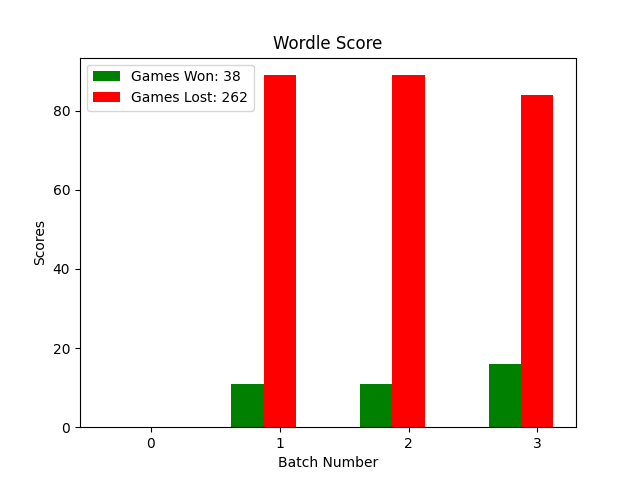 Wordle Score
Games Won: 38
Games Lost: 262
Scores
80
60
40
20
0
0 1 2 3
Batch Number